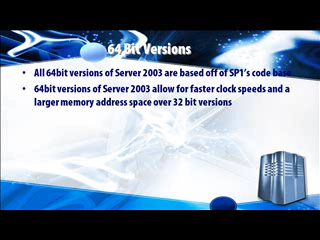 64 Bit Versions
• All 64bit versions of Server 2003 are based off of SP1's code base
• 64bit versions of Server 2003 allow for faster clock speeds and a
larger memory address space over 32 bit versions